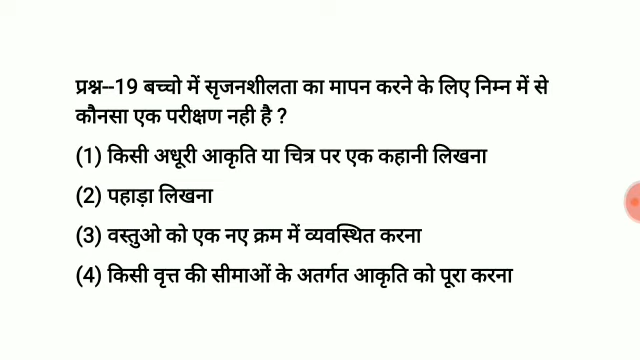 प्रश्न--19 बच्चो में सृजनशीलता का मापन करने के लिए निम्न में से
कौनसा एक परीक्षण नही है ?
(1) किसी अधूरी आकृति या चित्र पर एक कहानी लिखना
(2) पहाड़ा लिखना
(3) वस्तुओ को एक नए क्रम में व्यवस्थित करना
(4) किसी वृत्त की सीमाओं के अतर्गत आकृति को पूरा करना